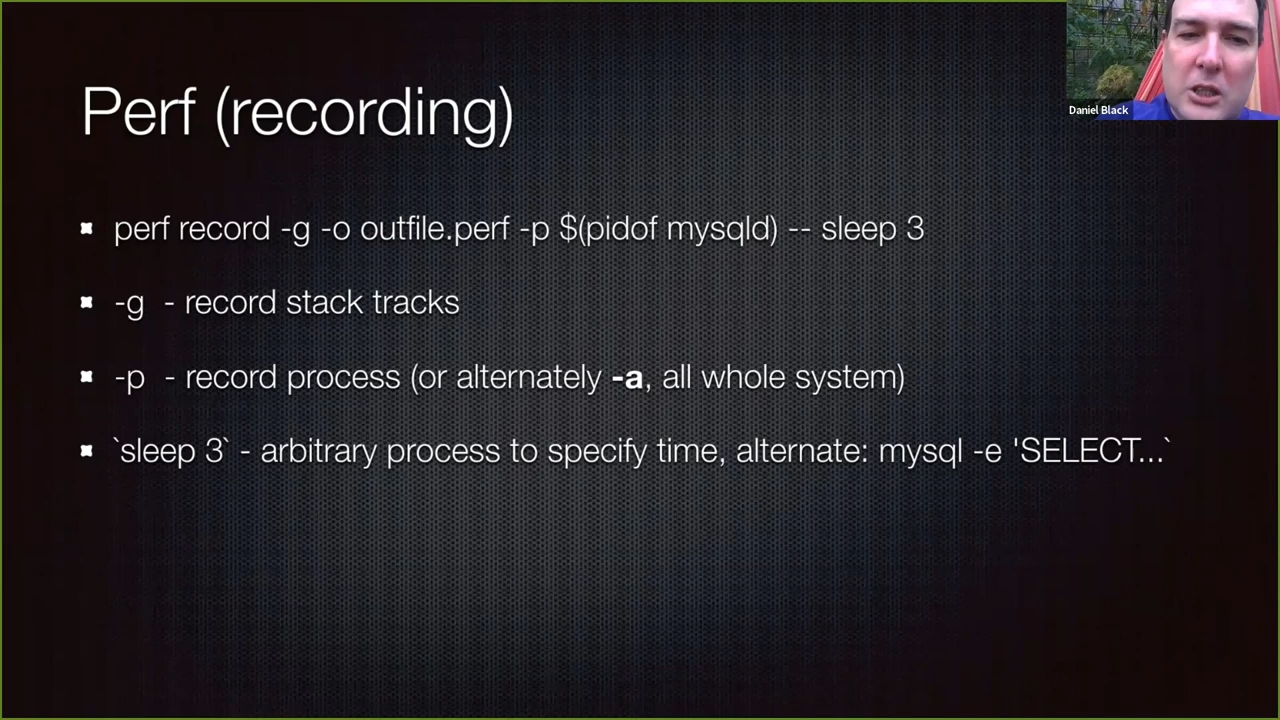 Perf (recording)
Daniel Black
perf record -g -o outfile.perf -p $(pidof mysqld) -- sleep 3
-g - record stack tracks
-p - record process (or alternately -a, all whole system)
`sleep 3` - arbitrary process to specify time, alternate: mysql -e 'SELECT...`